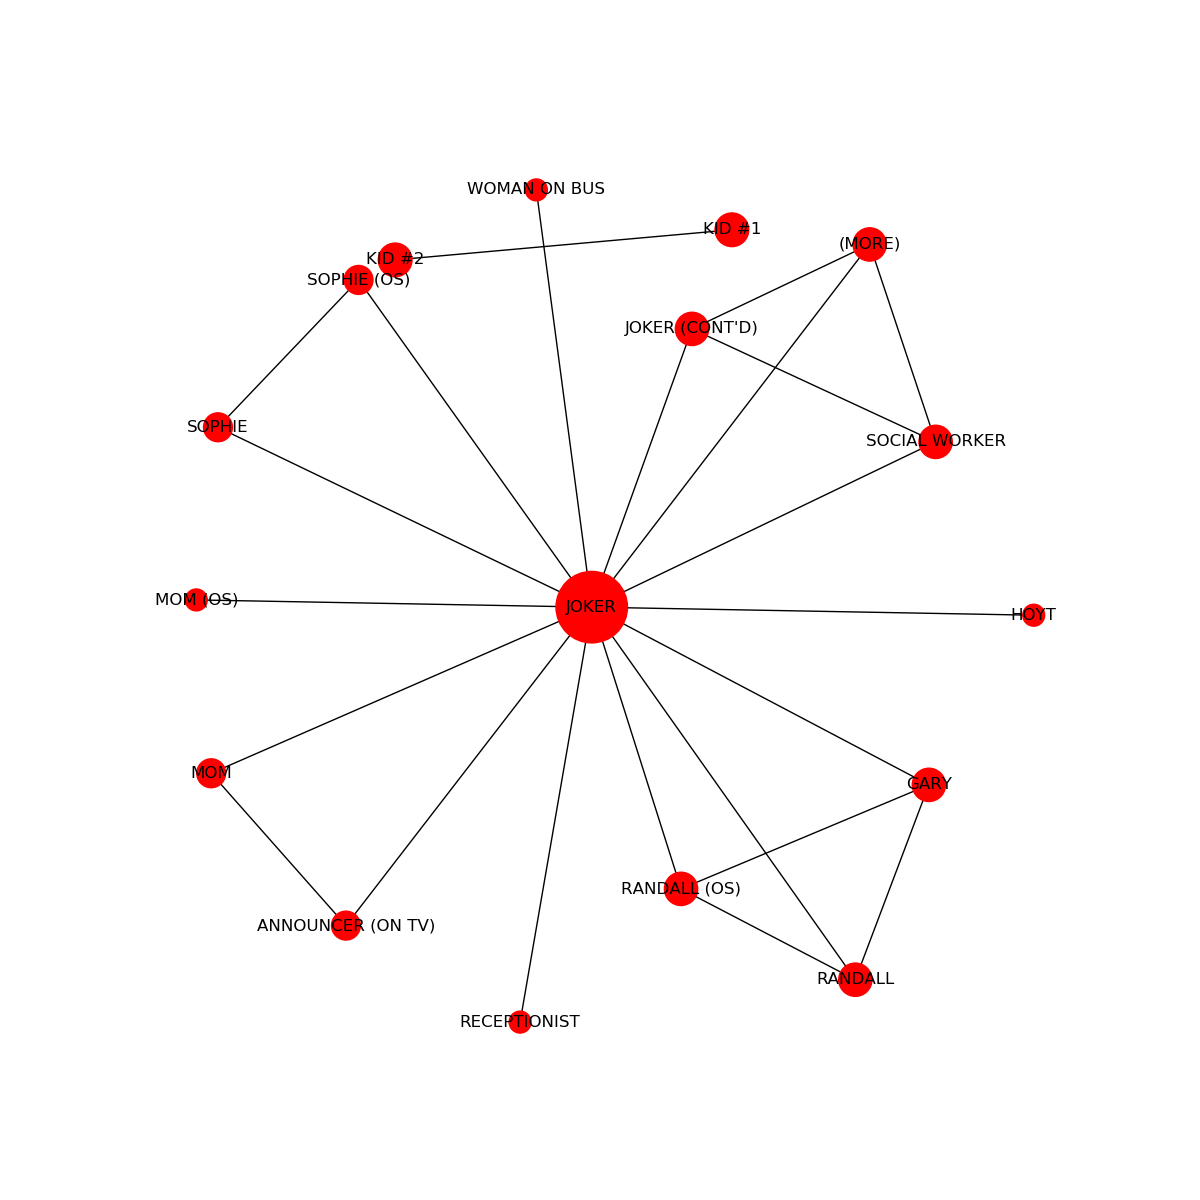 WOMAN ON BUS
KID #1
(MORE)
KID #2
SOPHIE (OS)
JOKER (CONT'D)
SOPHIE
SOCIAL WORKER
MOM (OS)
JOKER
HOYT
MOM
GARY
RANDALL (OS)
ANNOUNCER (ON TV)
RANDALL
RECEPTIONIST